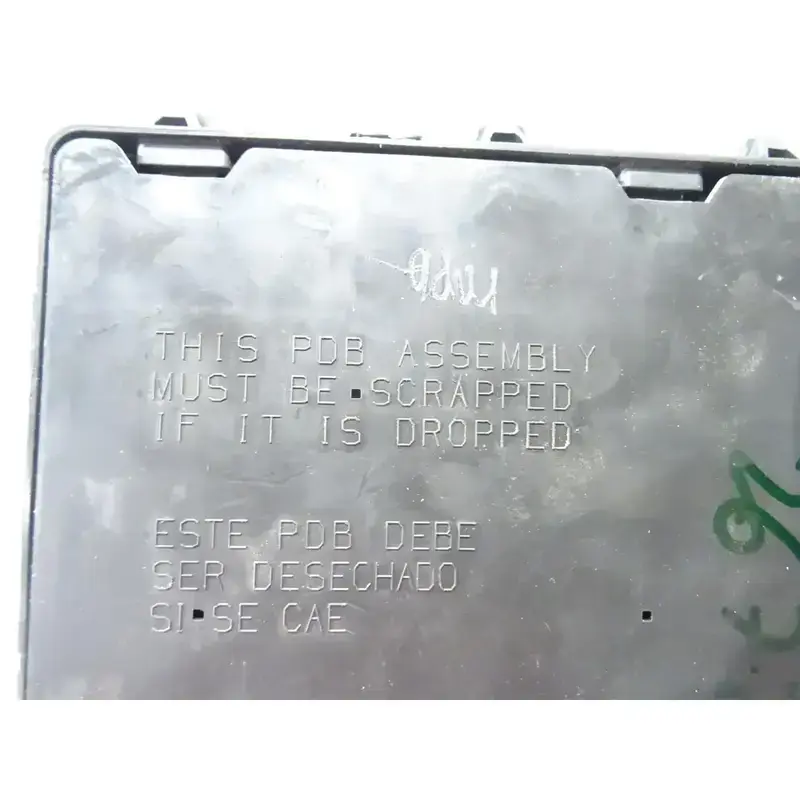 THIS PDB ASSEMBLY
MUST BE SCRAPPED
IF IT IS DROPPED
ESTE PDB DEBE
SER DESECHADO
SI SE CAE